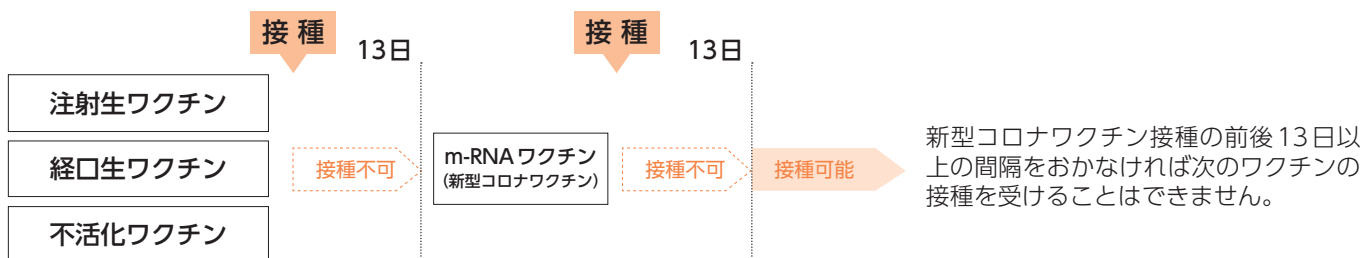 接種
13日
接種
13日
注射生ワクチン
経口生ワクチン
不活化ワクチン
接種不可
m-RNAワクチン
(新型コロナワクチン)
接種不可
接種可能
新型コロナワクチン接種の前後13日以
上の間隔をおかなければ次のワクチンの
接種を受けることはできません。